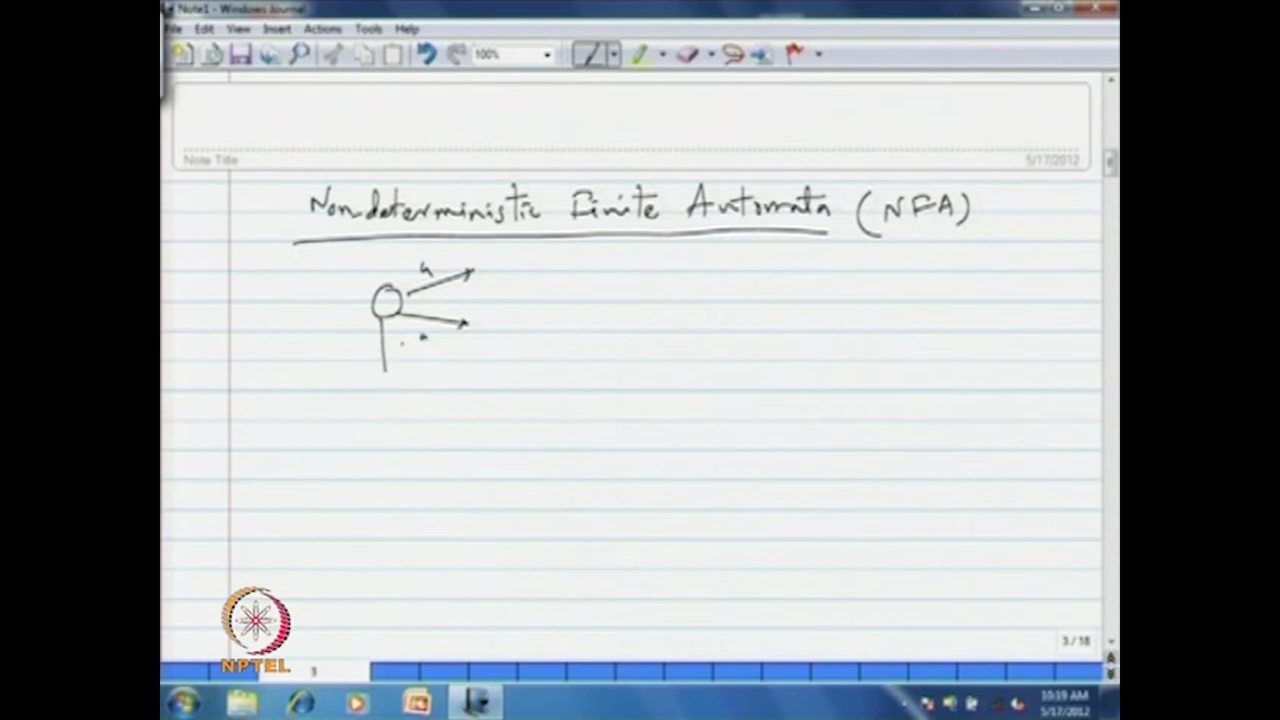 Note1 - Windows Journal
File Edit View Insert Actions Tools Help
100%
Note Title
5/17/2012
Nondeterministic Finite Automata (NFA)
a
a
3 / 18
NPTEL
3
10:19 AM
5/17/2012